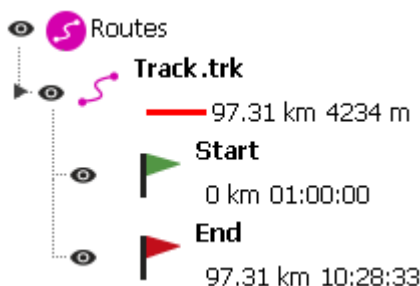 Routes
Track.trk
97.31 km 4234 m
Start
0 km 01:00:00
End
97.31 km 10:28:33